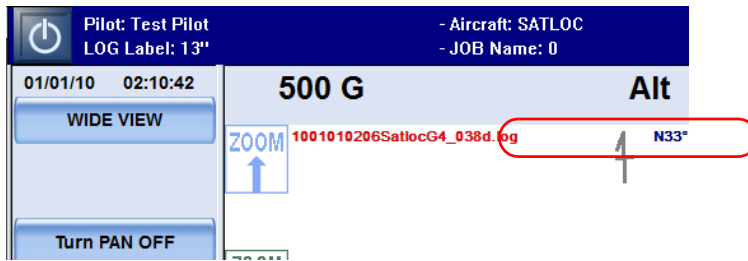 Pilot: Test Pilot
- Aircraft: SATLOC
LOG Label: 13"
- JOB Name: 0
01/01/10 02:10:42
500 G
Alt
WIDE VIEW
ZOOM
1001010206SatlocG4_038d.log
N33°
Turn PAN OFF